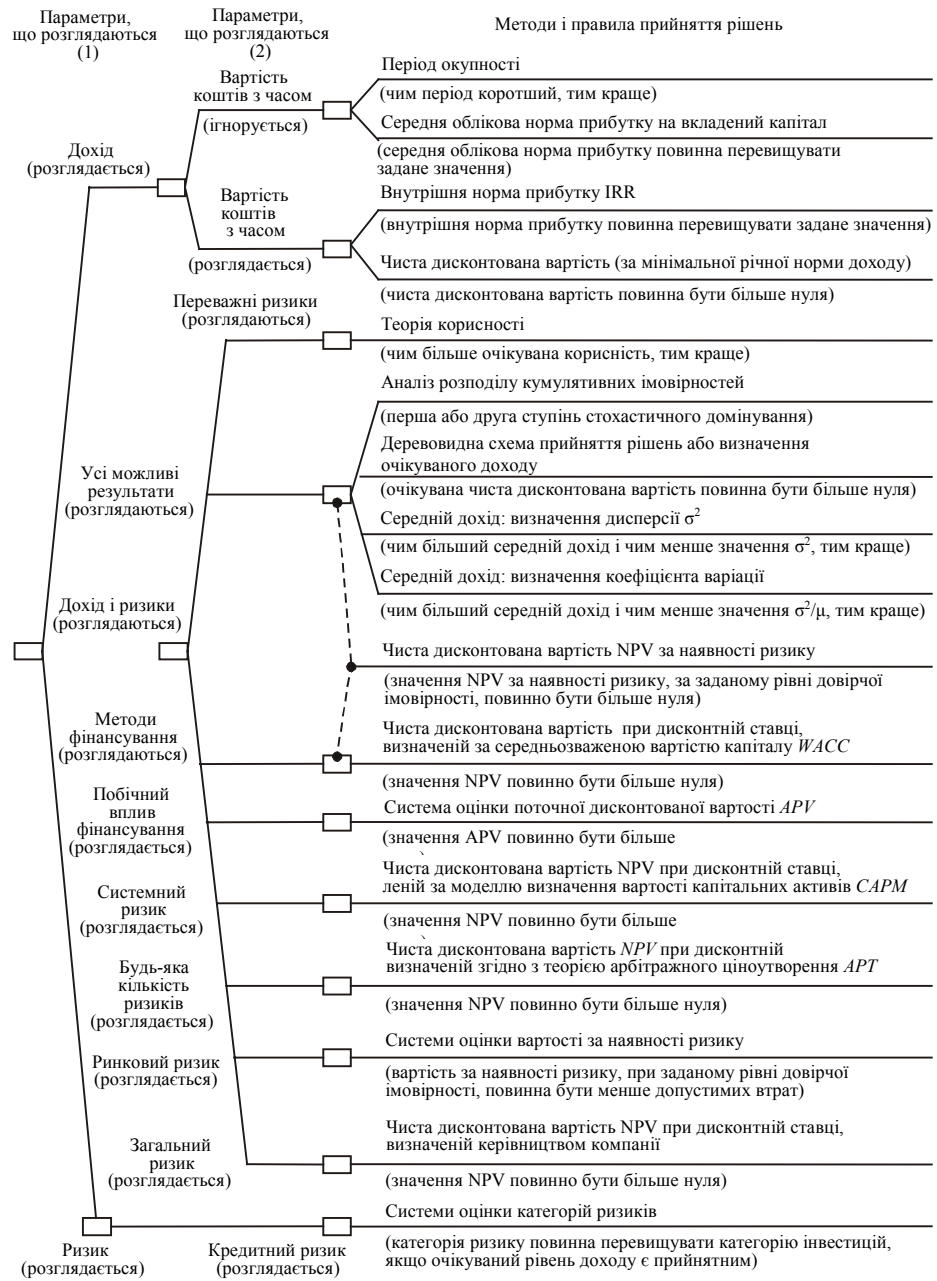 Параметри,
що розглядаються
(1)
Параметри,
що розглядаються
(2)
Методи і правила прийняття рішень
Вартість
коштів з часом
(ігнорується)
Період окупності
(чим період коротший, тим краще)
Середня облікова норма прибутку на вкладений капітал
(середня облікова норма прибутку повинна перевищувати
задане значення)
Дохід
(розглядається)
Вартість
коштів
з часом
(розглядається)
Внутрішня норма прибутку IRR
(внутрішня норма прибутку повинна перевищувати задане значення)
Чиста дисконтована вартість (за мінімальної річної норми доходу)
(чиста дисконтована вартість повинна бути більше нуля)
Переважні ризики
(розглядаються)
Теорія корисності
(чим більше очікувана корисність, тим краще)
Аналіз розподілу кумулятивних імовірностей
(перша або друга ступінь стохастичного домінування)
Деревовидна схема прийняття рішень або визначення
очікуваного доходу
Усі можливі
результати
(розглядаються)
(очікувана чиста дисконтована вартість повинна бути більше нуля)
Середній дохід: визначення дисперсії σ²
(чим більший середній дохід і чим менше значення σ², тим краще)
Середній дохід: визначення коефіцієнта варіації
(чим більший середній дохід і чим менше значення σ²/μ, тим краще)
Дохід і ризики
(розглядаються)
Чиста дисконтована вартість NPV за наявності ризику
(значення NPV за наявності ризику, за заданому рівні довірчої
імовірності, повинно бути більше нуля)
Методи
фінансування
(розглядаються)
Чиста дисконтована вартість при дисконтній ставці,
визначеній за середньозваженою вартістю капіталу WACC
(значення NPV повинно бути більше нуля)
Побічний
вплив
фінансування
(розглядається)
Система оцінки поточної дисконтованої вартості APV
(значення APV повинно бути більше
Системний
ризик
(розглядається)
Чиста дисконтована вартість NPV при дисконтній ставці,
леній за моделлю визначення вартості капітальних активів CAPM
(значення NPV повинно бути більше
Будь-яка
кількість
ризиків
(розглядається)
Чиста дисконтована вартість NPV при дисконтній
визначеній згідно з теорією арбітражного ціноутворення APT
(значення NPV повинно бути більше нуля)
Ринковий ризик
(розглядається)
Системи оцінки вартості за наявності ризику
(вартість за наявності ризику, при заданому рівні довірчої
імовірності, повинна бути менше допустимих втрат)
Загальний
ризик
(розглядається)
Чиста дисконтована вартість NPV при дисконтній ставці,
визначеній керівництвом компанії
(значення NPV повинно бути більше нуля)
Ризик
(розглядається)
Кредитний ризик
(розглядається)
Системи оцінки категорій ризиків
(категорія ризику повинна перевищувати категорію інвестицій,
якщо очікуваний рівень доходу є прийнятним)